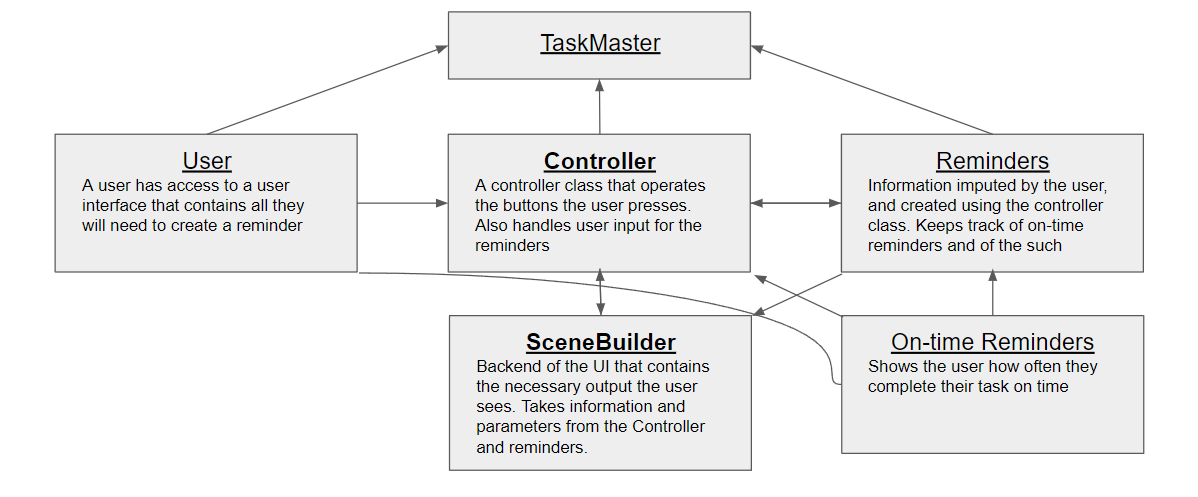 TaskMaster
User
A user has access to a user
interface that contains all they
will need to create a reminder
Controller
A controller class that operates
the buttons the user presses.
Also handles user input for the
reminders
Reminders
Information imputed by the user,
and created using the controller
class. Keeps track of on-time
reminders and of the such
SceneBuilder
Backend of the UI that contains
the necessary output the user
sees. Takes information and
parameters from the Controller
and reminders.
On-time Reminders
Shows the user how often they
complete their task on time